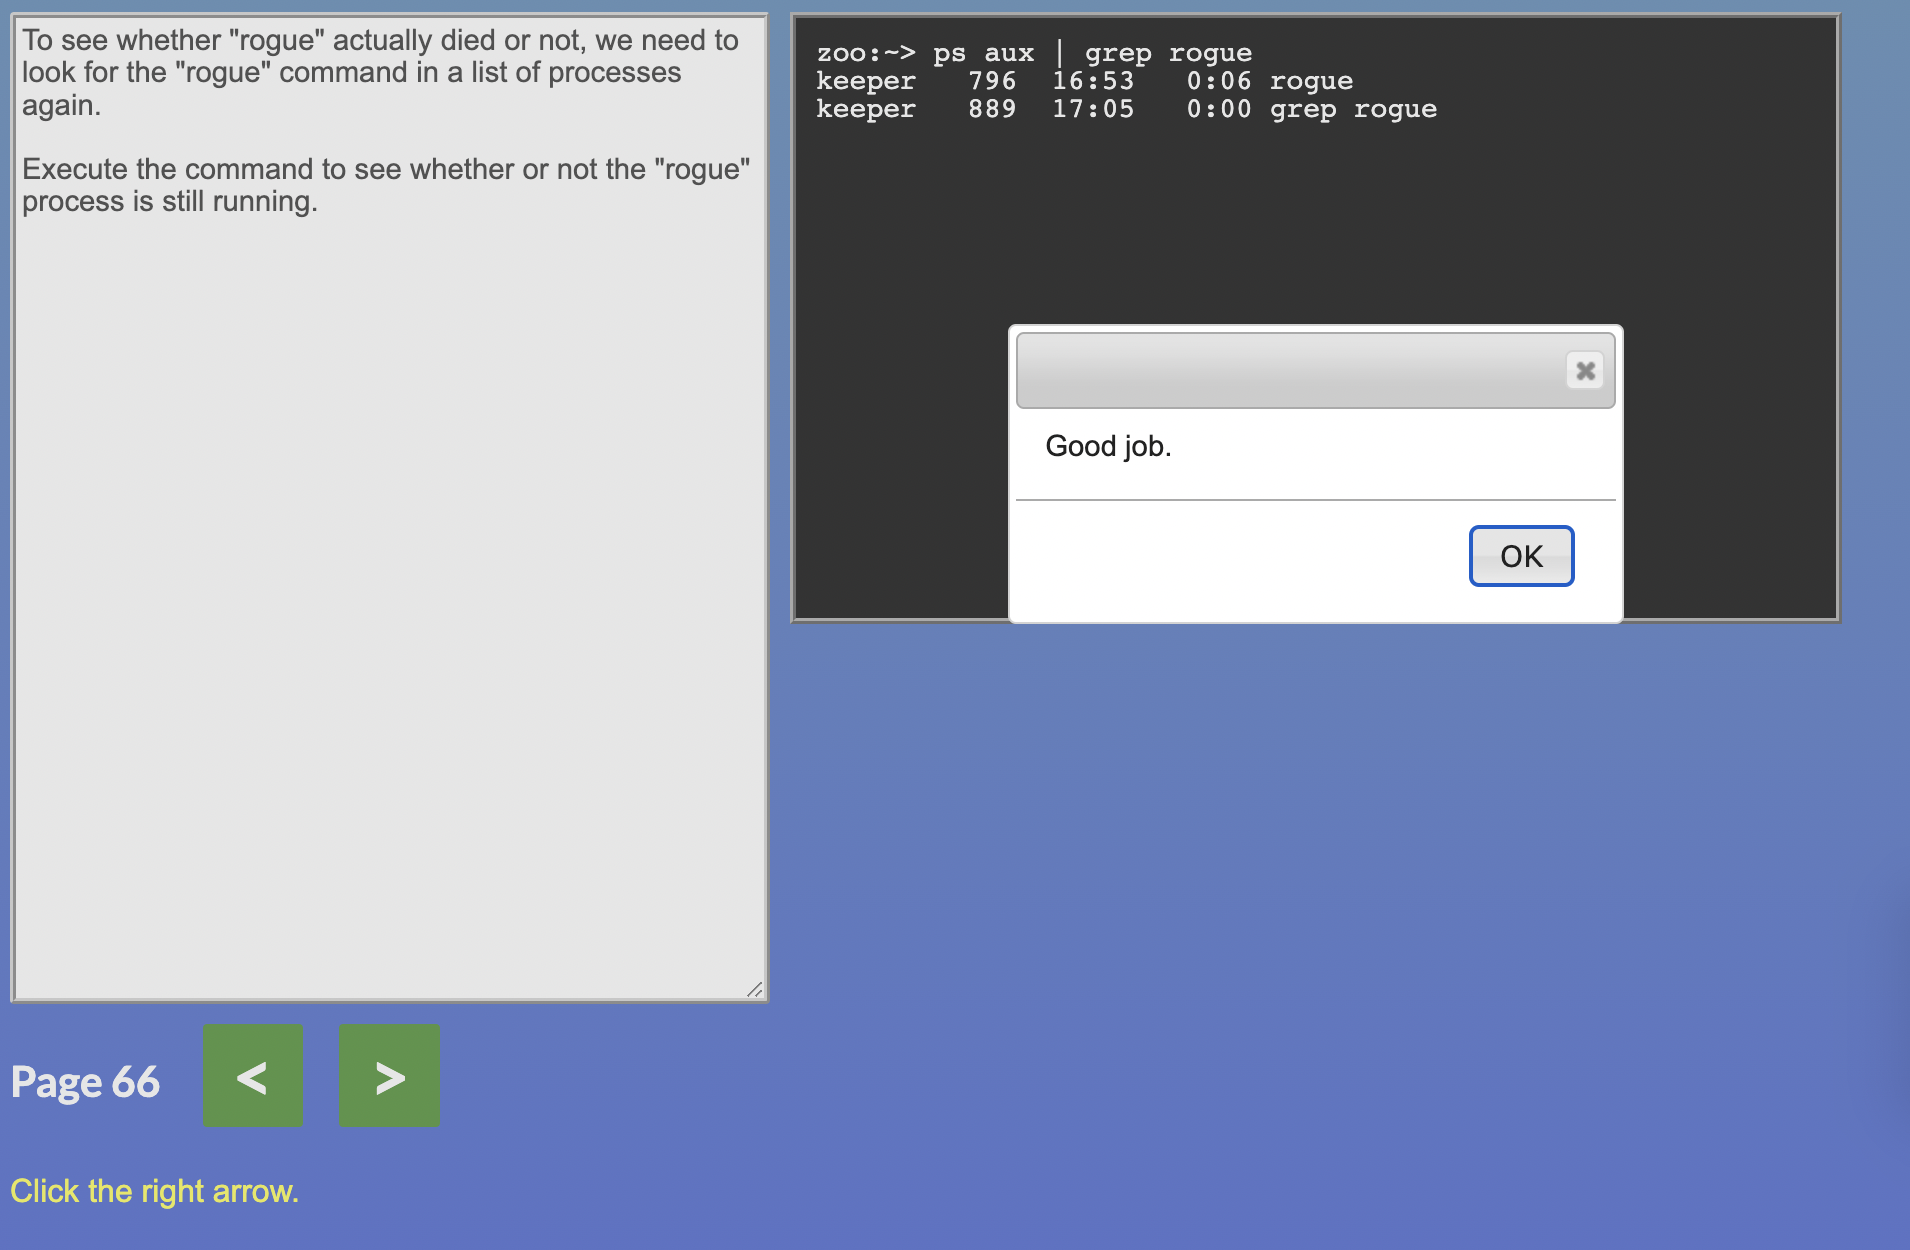 To see whether "rogue" actually died or not, we need to
look for the "rogue" command in a list of processes
again.
Execute the command to see whether or not the "rogue"
process is still running.
zoo:~> ps aux | grep rogue
keeper   796  16:53   0:06 rogue
keeper   889  17:05   0:00 grep rogue
Good job.
OK
Page 66
<
>
Click the right arrow.